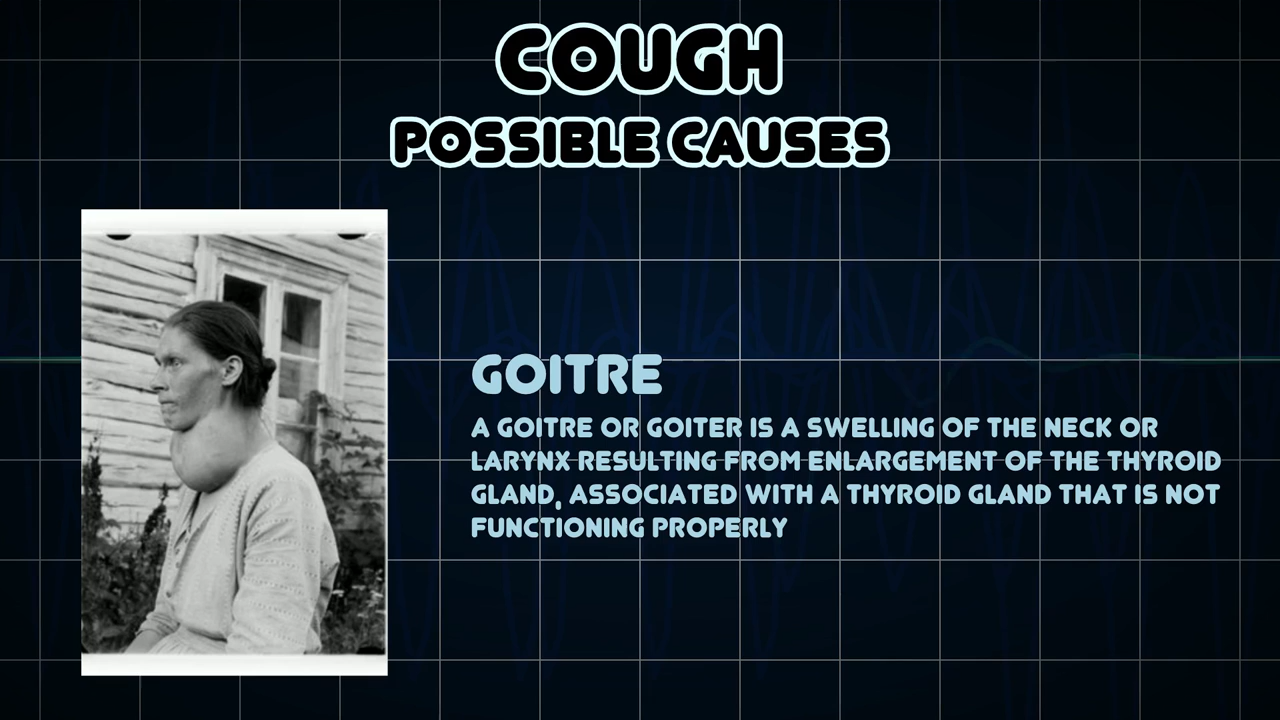 COUGH
POSSIBLE CAUSES
GOITRE
A GOITRE OR GOITER IS A SWELLING OF THE NECK OR
LARYNX RESULTING FROM ENLARGEMENT OF THE THYROID
GLAND, ASSOCIATED WITH A THYROID GLAND THAT IS NOT
FUNCTIONING PROPERLY